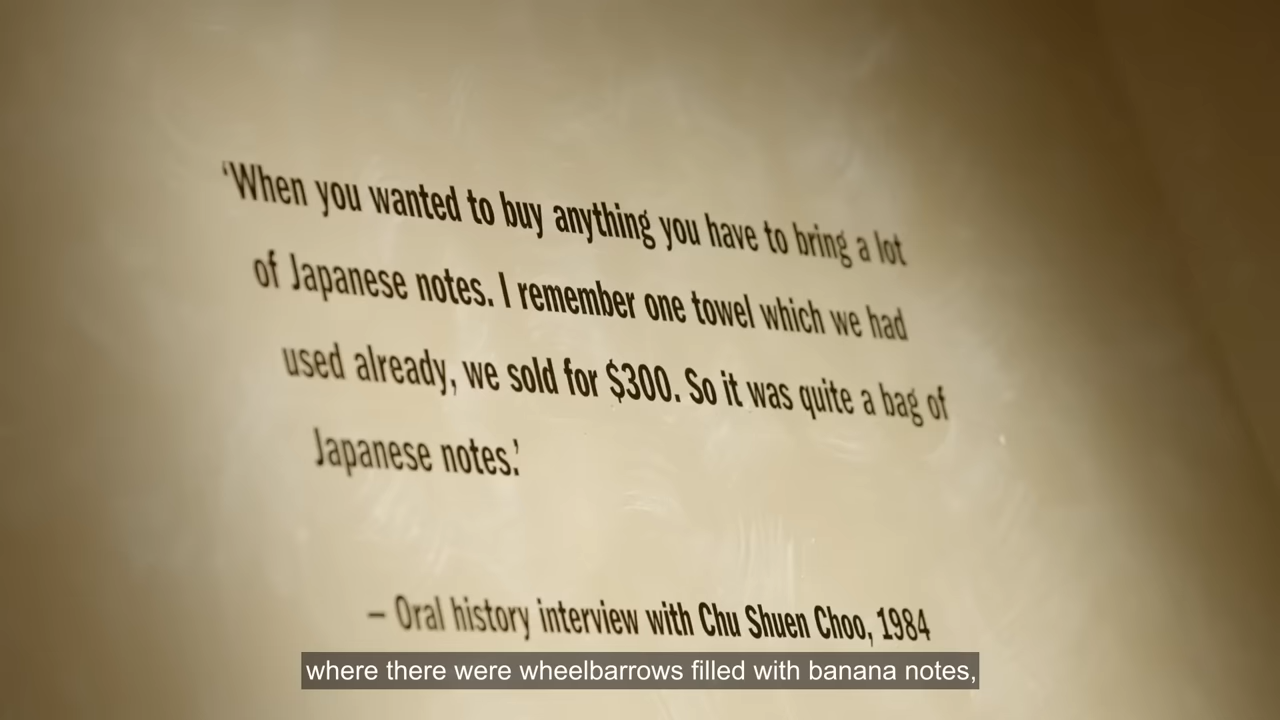 ‘When you wanted to buy anything you have to bring a lot
of Japanese notes. I remember one towel which we had
used already, we sold for $300. So it was quite a bag of
Japanese notes.’
– Oral history interview with Chu Shuen Choo, 1984
where there were wheelbarrows filled with banana notes,